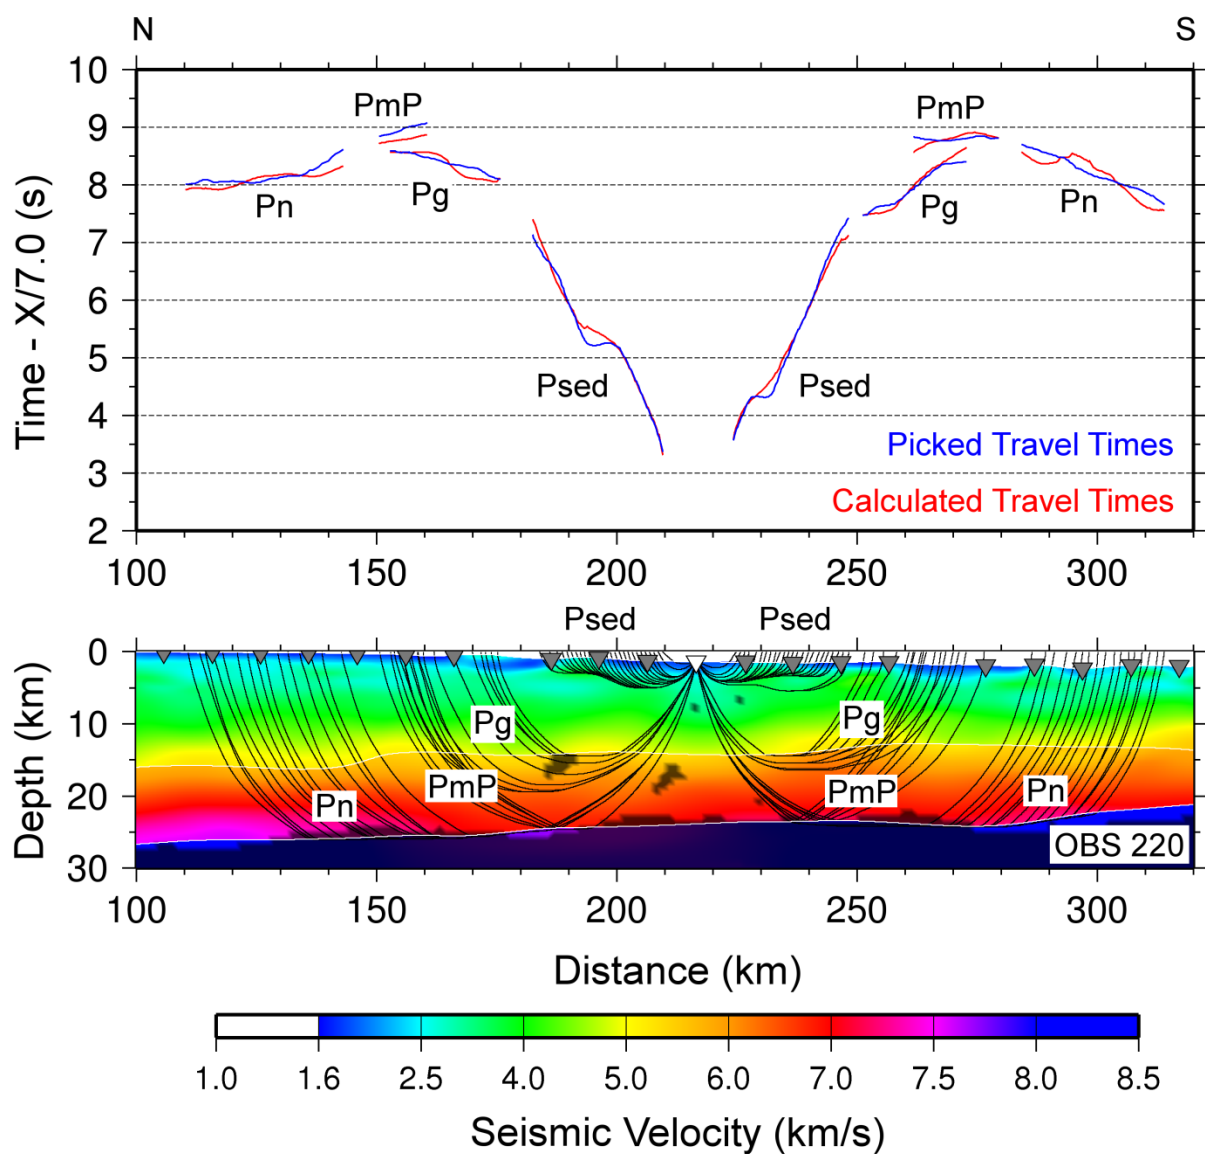 N
S
10
9
8
7
6
5
4
3
2
Time - X/7.0 (s)
PmP
PmP
Pn
Pg
Pg
Pn
Psed
Psed
Picked Travel Times
Calculated Travel Times
100
150
200
250
300
Psed
Psed
0
10
20
30
Depth (km)
Pg
Pg
PmP
PmP
Pn
Pn
OBS 220
100
150
200
250
300
Distance (km)
1.0
1.6
2.5
4.0
5.0
6.0
7.0
7.5
8.0
8.5
Seismic Velocity (km/s)